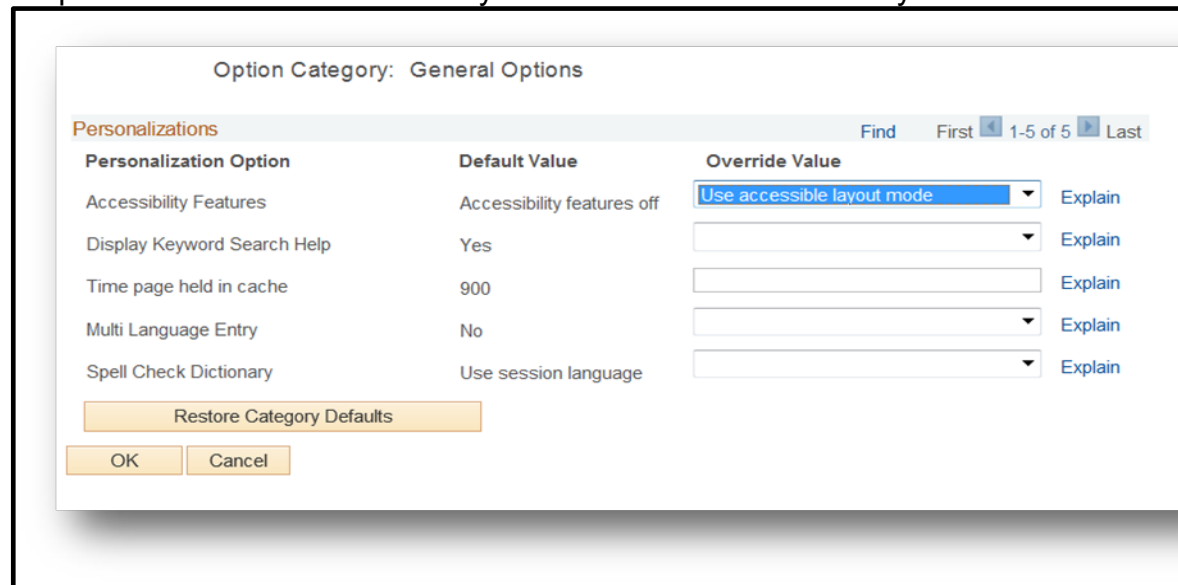 Option Category: General Options
Personalizations Find First 1-5 of 5 Last
Personalization Option Default Value Override Value
Accessibility Features Accessibility features off Use accessible layout mode Explain
Display Keyword Search Help Yes Explain
Time page held in cache 900 Explain
Multi Language Entry No Explain
Spell Check Dictionary Use session language Explain
Restore Category Defaults
OK Cancel